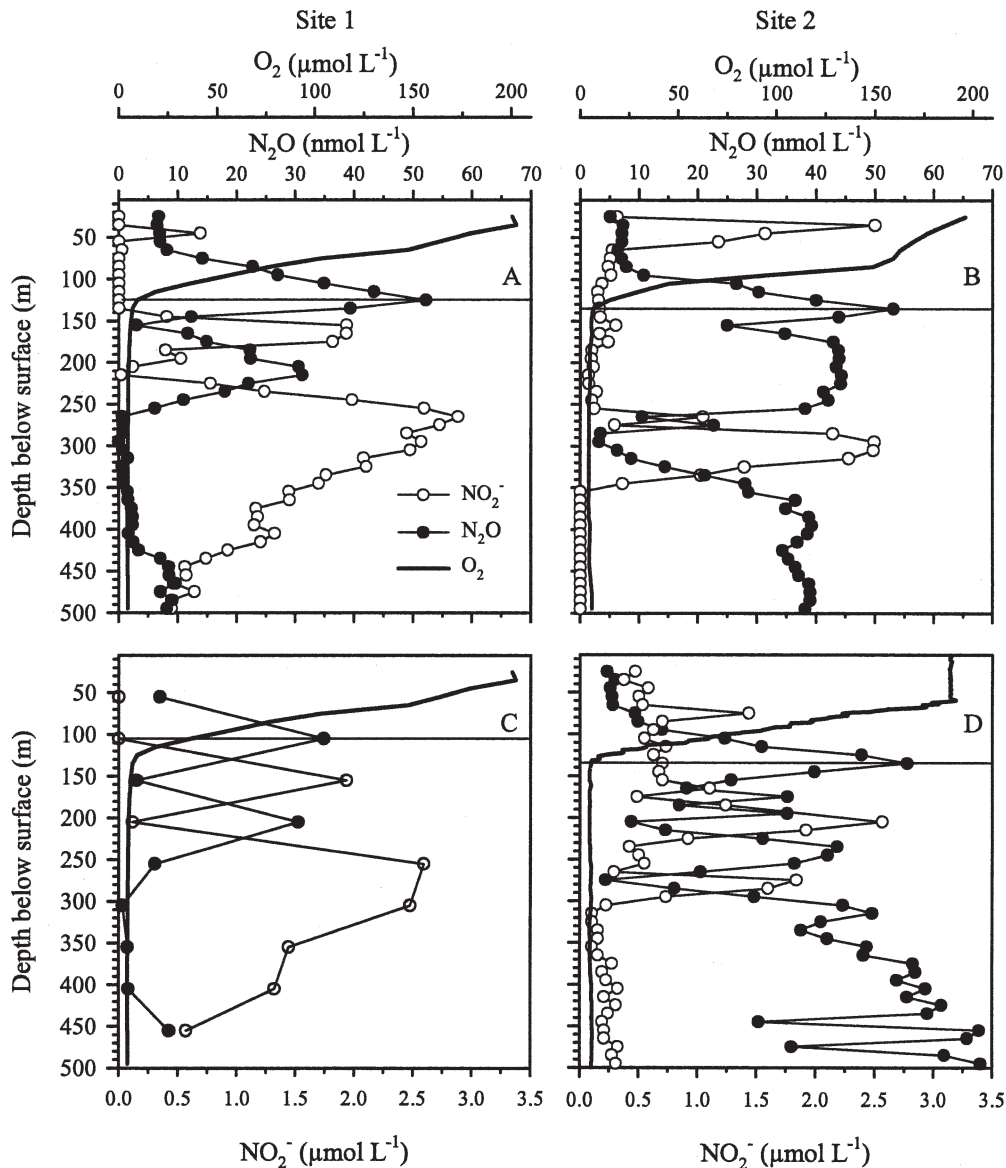 Site 1 Site 2
O₂ (µmol L⁻¹) O₂ (µmol L⁻¹)
0 50 100 150 200 0 50 100 150 200
N₂O (nmol L⁻¹) N₂O (nmol L⁻¹)
0 10 20 30 40 50 60 70 0 10 20 30 40 50 60 70
Depth below surface (m)
50
100
150
200
250
300
350
400
450
500
A
NO₂⁻
N₂O
O₂
B
Depth below surface (m)
50
100
150
200
250
300
350
400
450
500
C
D
0.0 0.5 1.0 1.5 2.0 2.5 3.0 3.5 0.0 0.5 1.0 1.5 2.0 2.5 3.0 3.5
NO₂⁻ (µmol L⁻¹) NO₂⁻ (µmol L⁻¹)